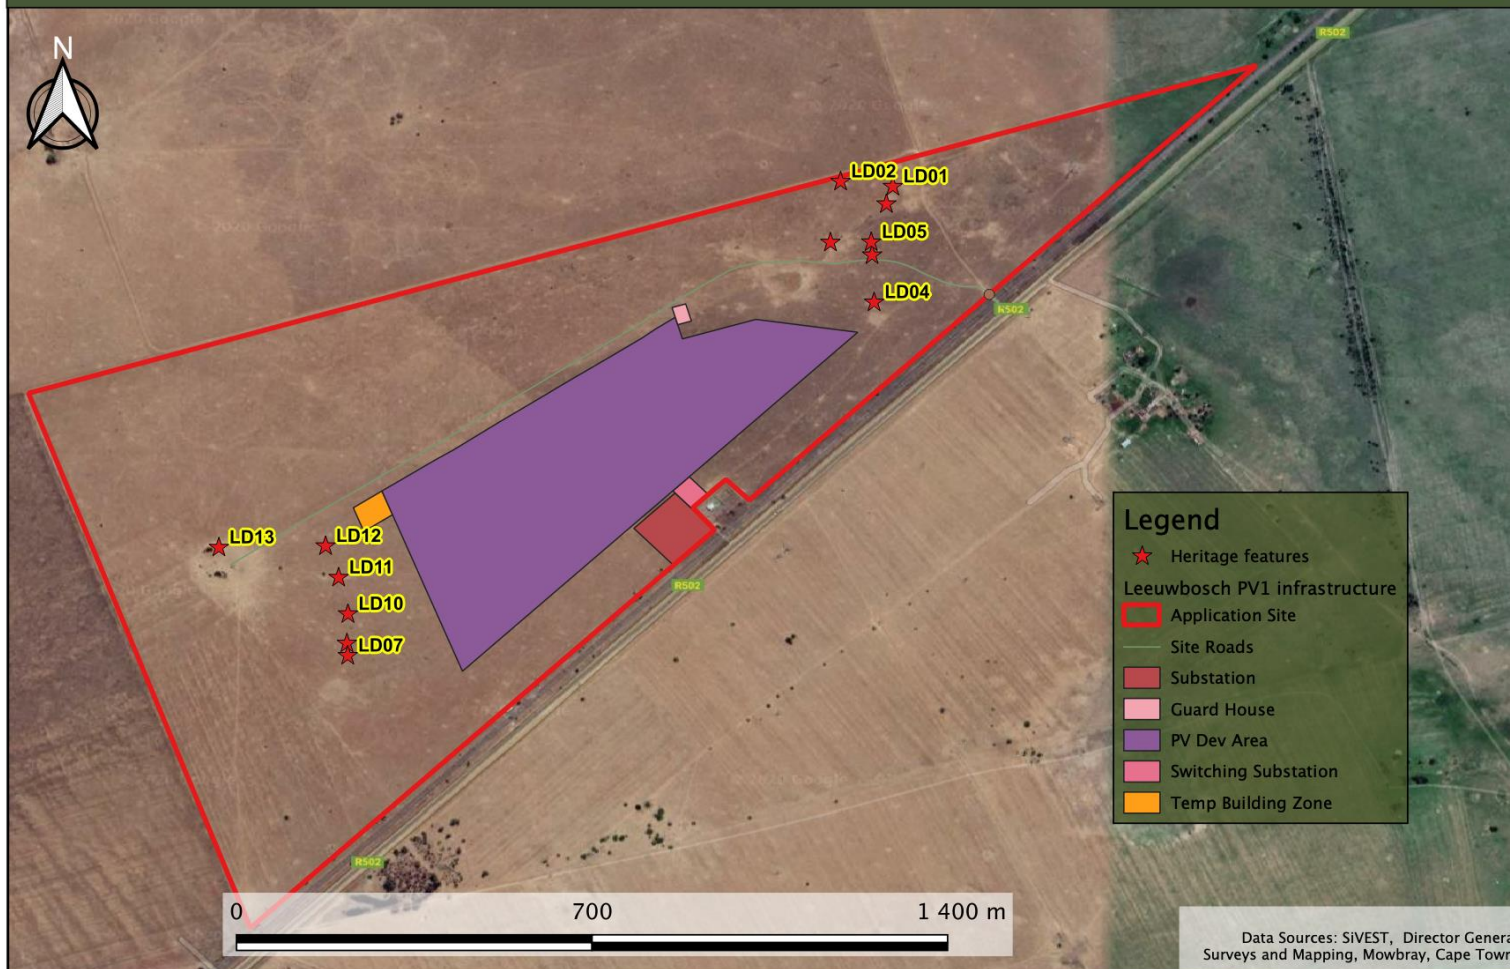 © 2020 Google
R502
N
LD02
LD01
LD05
LD04
R502
LD13
LD12
LD11
LD10
LD07
R502
R502
Legend
Heritage features
Leeuwbosch PV1 infrastructure
Application Site
Site Roads
Substation
Guard House
PV Dev Area
Switching Substation
Temp Building Zone
0 700 1 400 m
Data Sources: SiVEST, Director Genera
Surveys and Mapping, Mowbray, Cape Town